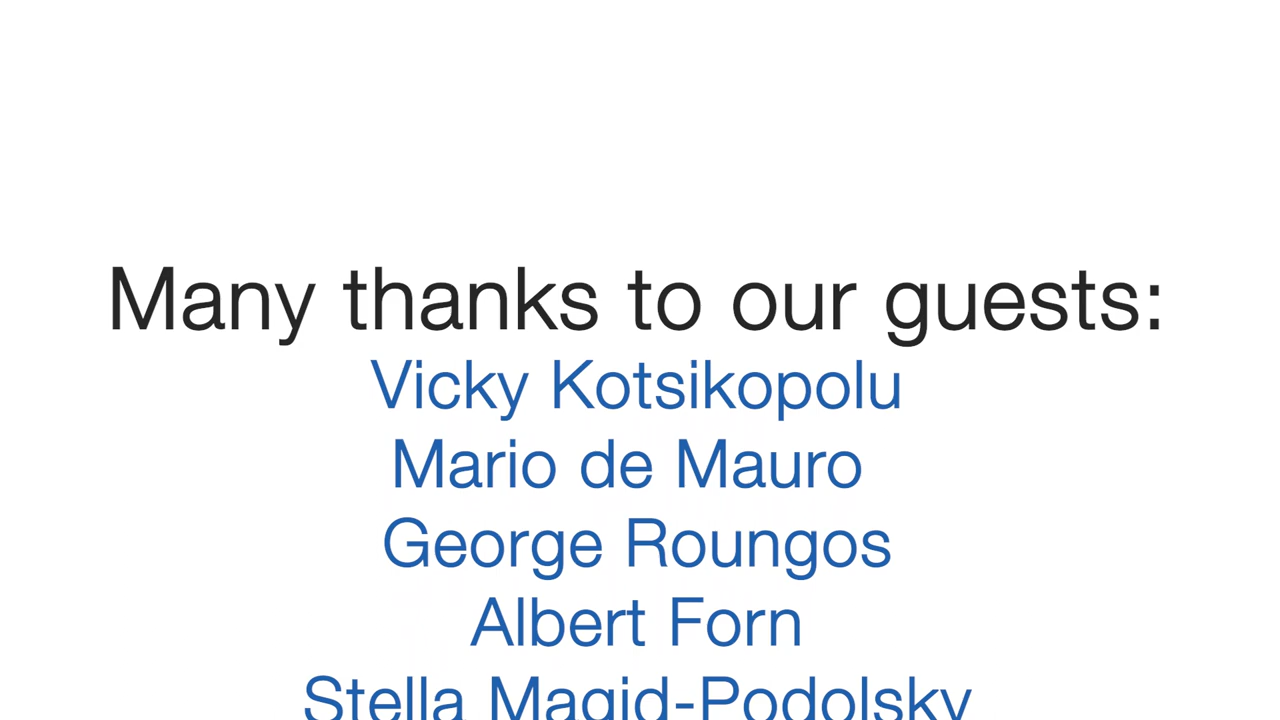 Many thanks to our guests:
Vicky Kotsikopolu
Mario de Mauro
George Roungos
Albert Forn
Stella Magid-Podolsky